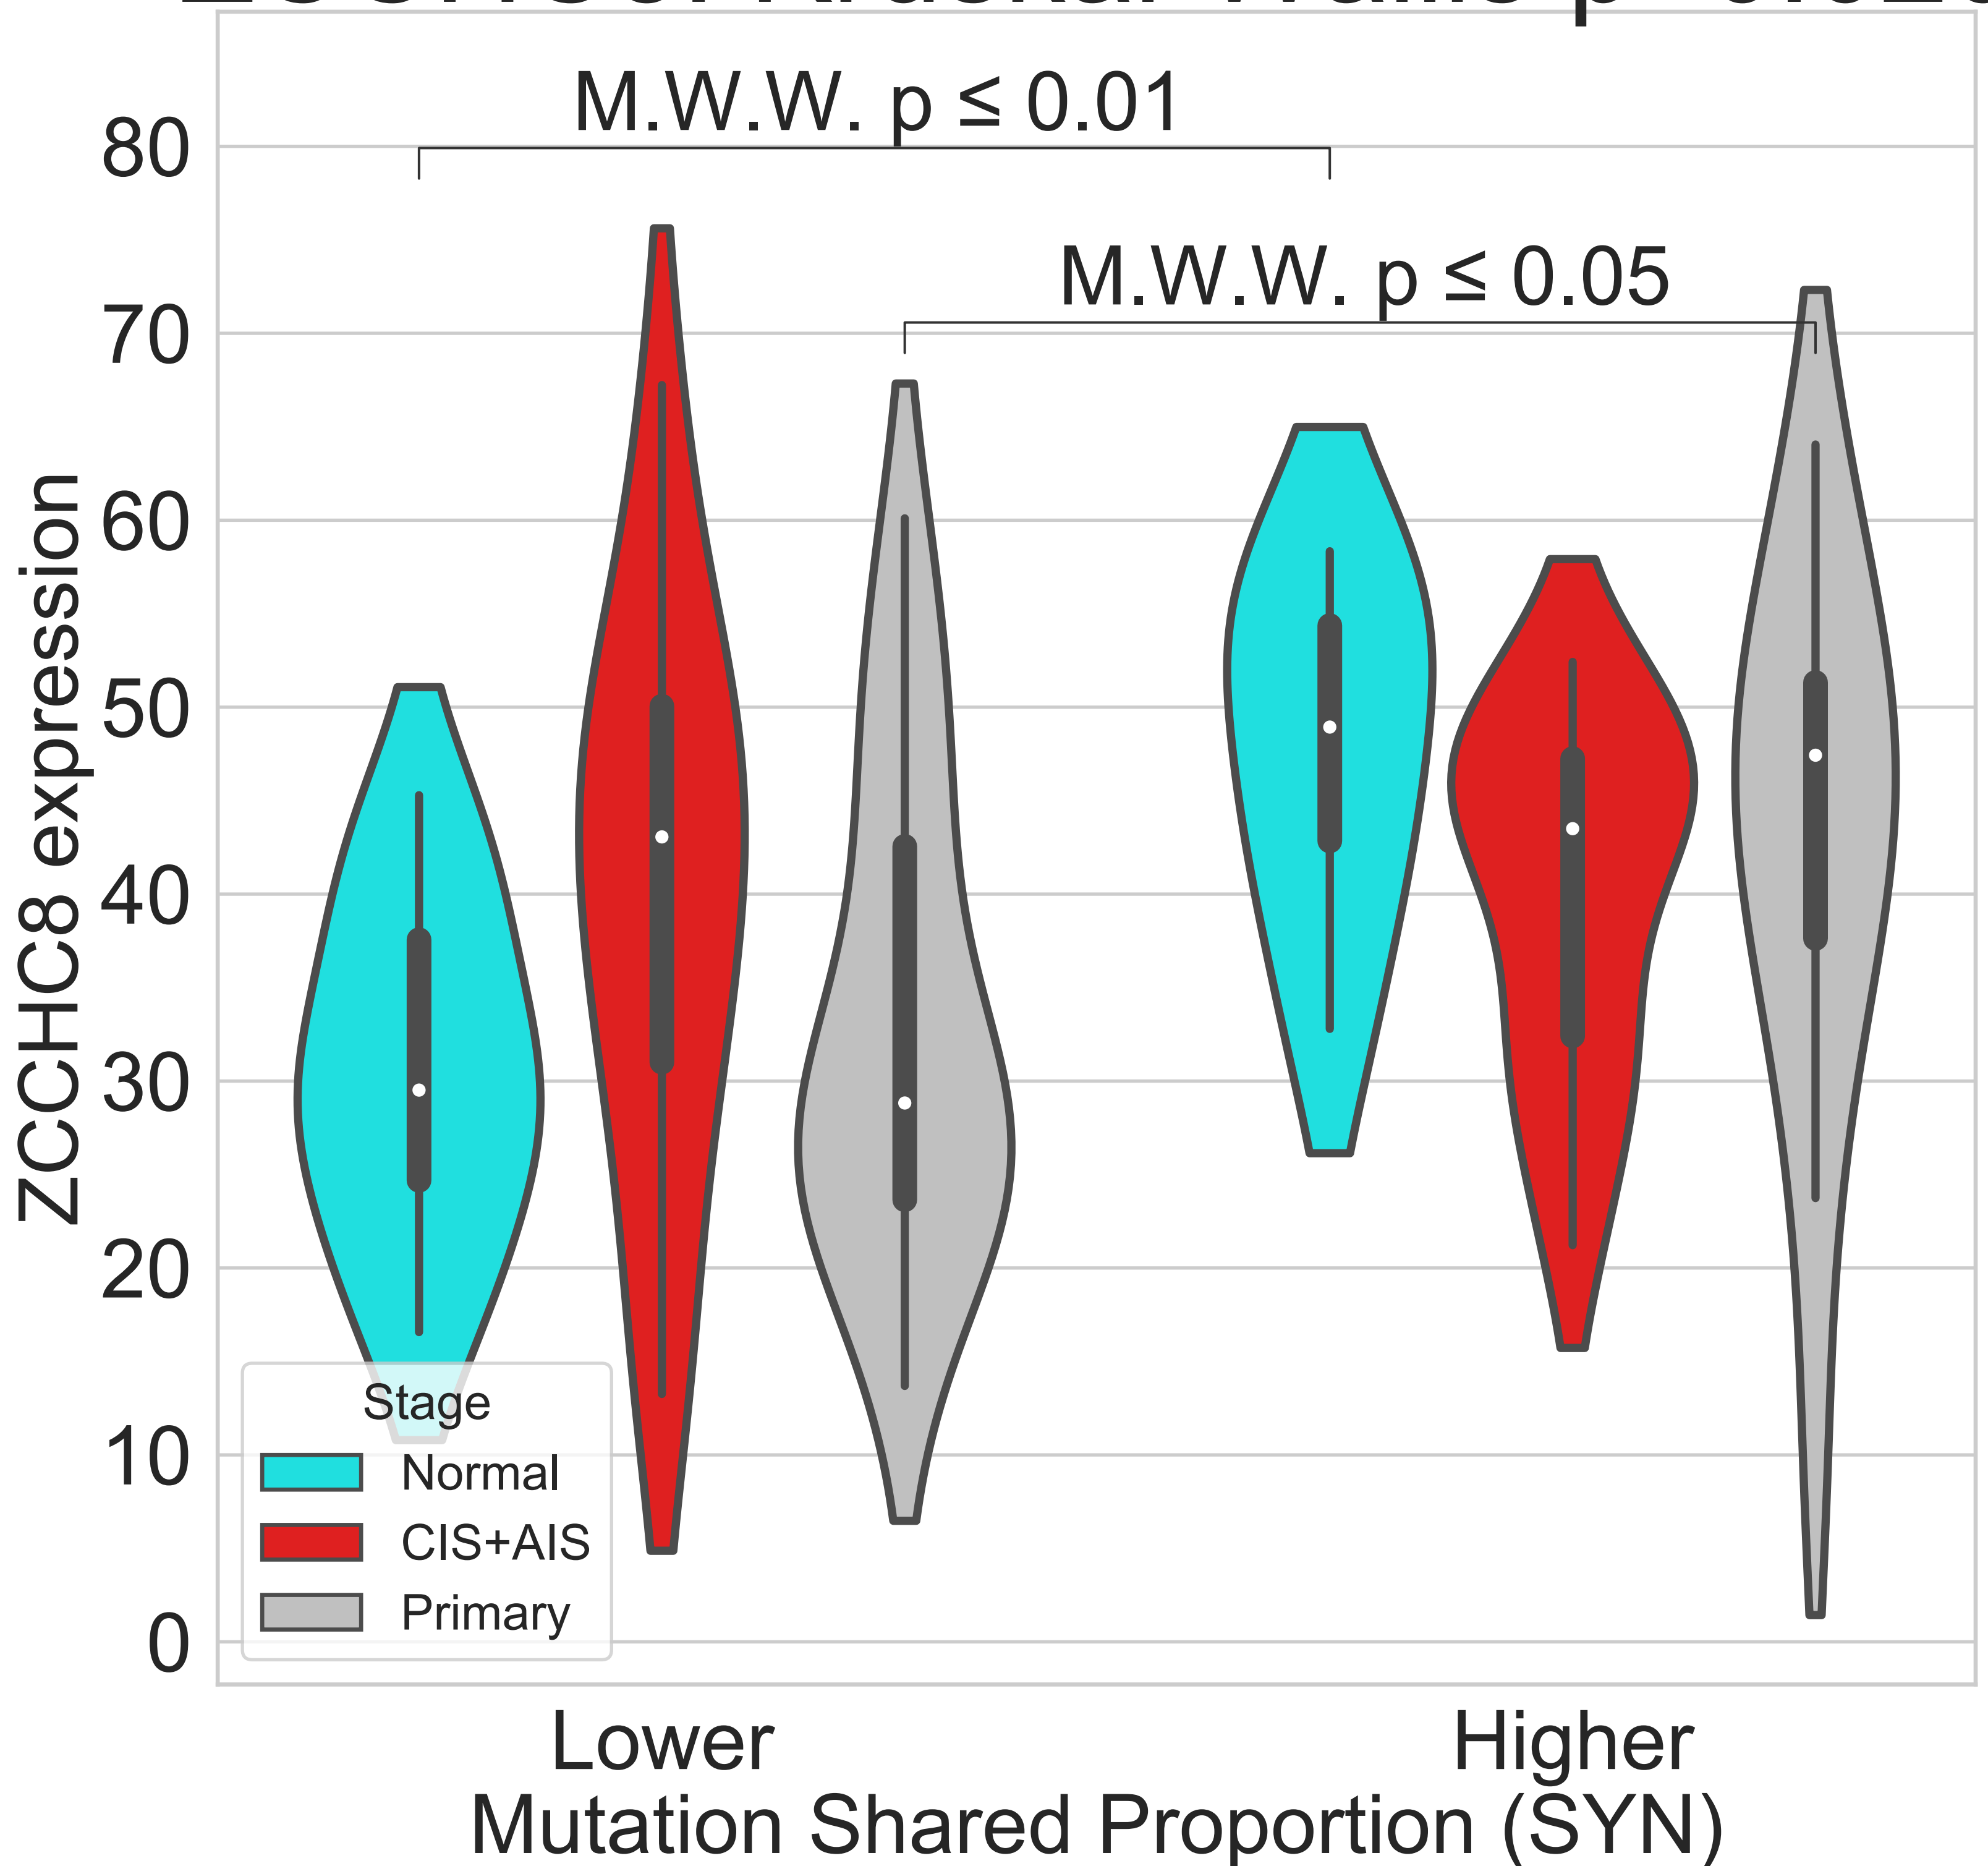 M.W.W. p ≤ 0.01
M.W.W. p ≤ 0.05
80
70
60
50
40
30
20
10
0
ZCCHC8 expression
Stage
Normal
CIS+AIS
Primary
Lower
Higher
Mutation Shared Proportion (SYN)